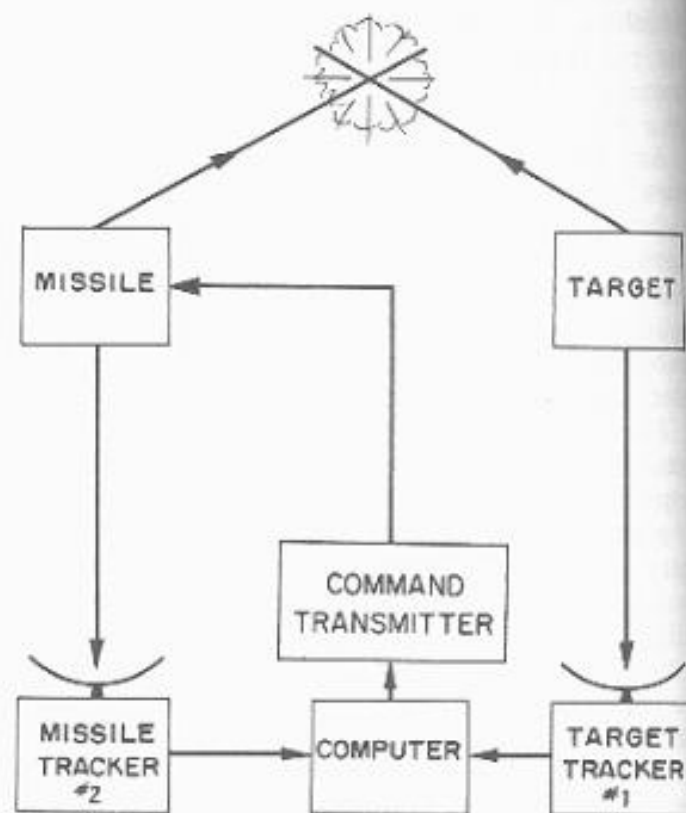 MISSILE
TARGET
COMMAND
TRANSMITTER
MISSILE
TRACKER
#2
COMPUTER
TARGET
TRACKER
#1